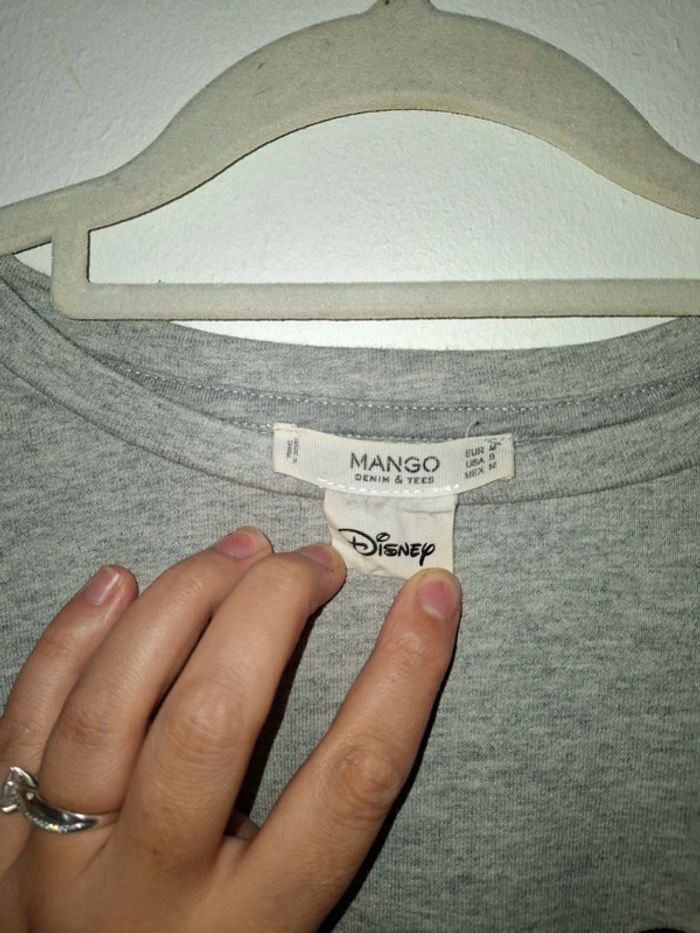 MANGO
DENIM & TEES
EUR M
USA 8
MEX M
Disney